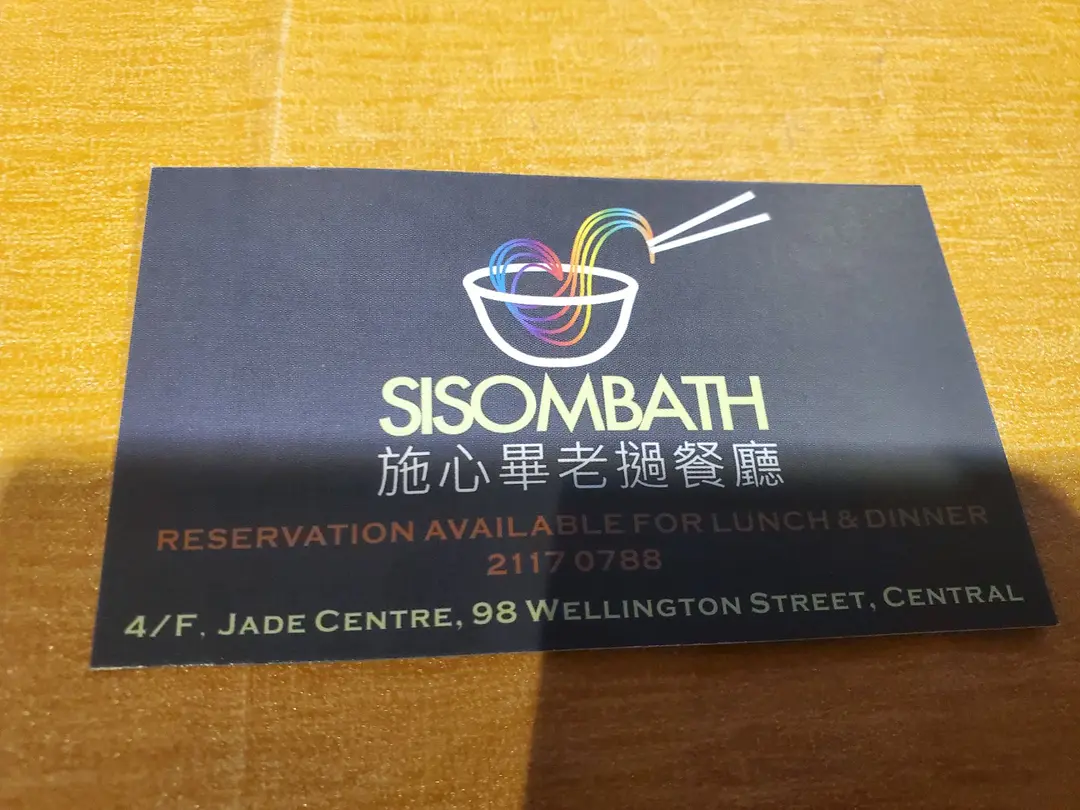 SISOMBATH
施心畢老撾餐廳
RESERVATION AVAILABLE FOR LUNCH & DINNER
2117 0788
4/F, JADE CENTRE, 98 WELLINGTON STREET, CENTRAL